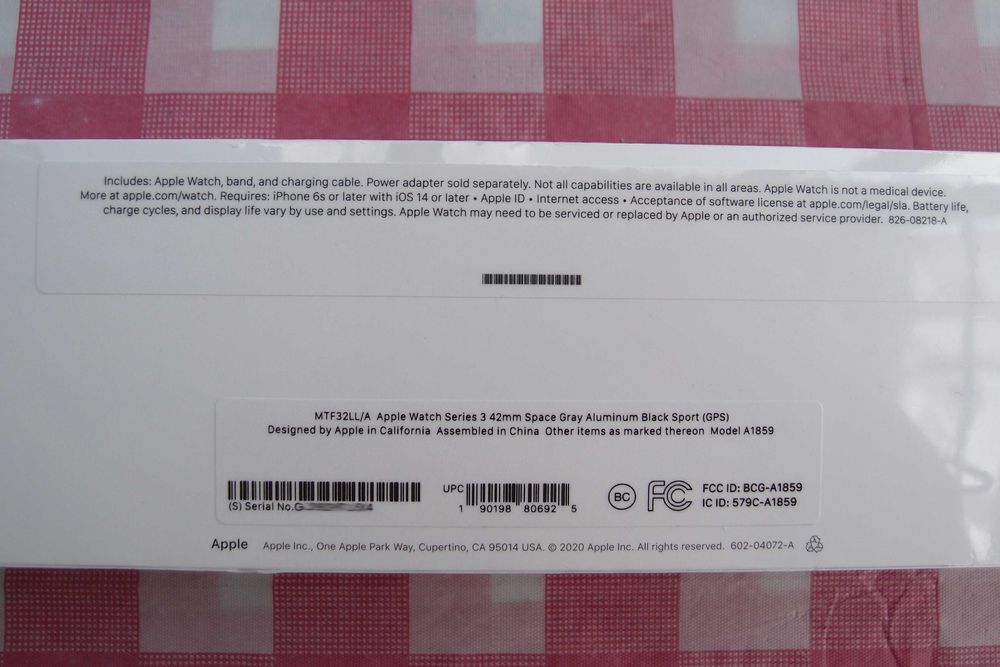 Includes: Apple Watch, band, and charging cable. Power adapter sold separately. Not all capabilities are available in all areas. Apple Watch is not a medical device.
More at apple.com/watch. Requires: iPhone 6s or later with iOS 14 or later • Apple ID • Internet access • Acceptance of software license at apple.com/legal/sla. Battery life,
charge cycles, and display life vary by use and settings. Apple Watch may need to be serviced or replaced by Apple or an authorized service provider. 826-08218-A
MTF32LL/A Apple Watch Series 3 42mm Space Gray Aluminum Black Sport (GPS)
Designed by Apple in California Assembled in China Other items as marked thereon Model A1859
(S) Serial No.
UPC
1 90198 80692 5
BC
FC
FCC ID: BCG-A1859
IC ID: 579C-A1859
Apple Apple Inc., One Apple Park Way, Cupertino, CA 95014 USA. © 2020 Apple Inc. All rights reserved. 602-04072-A